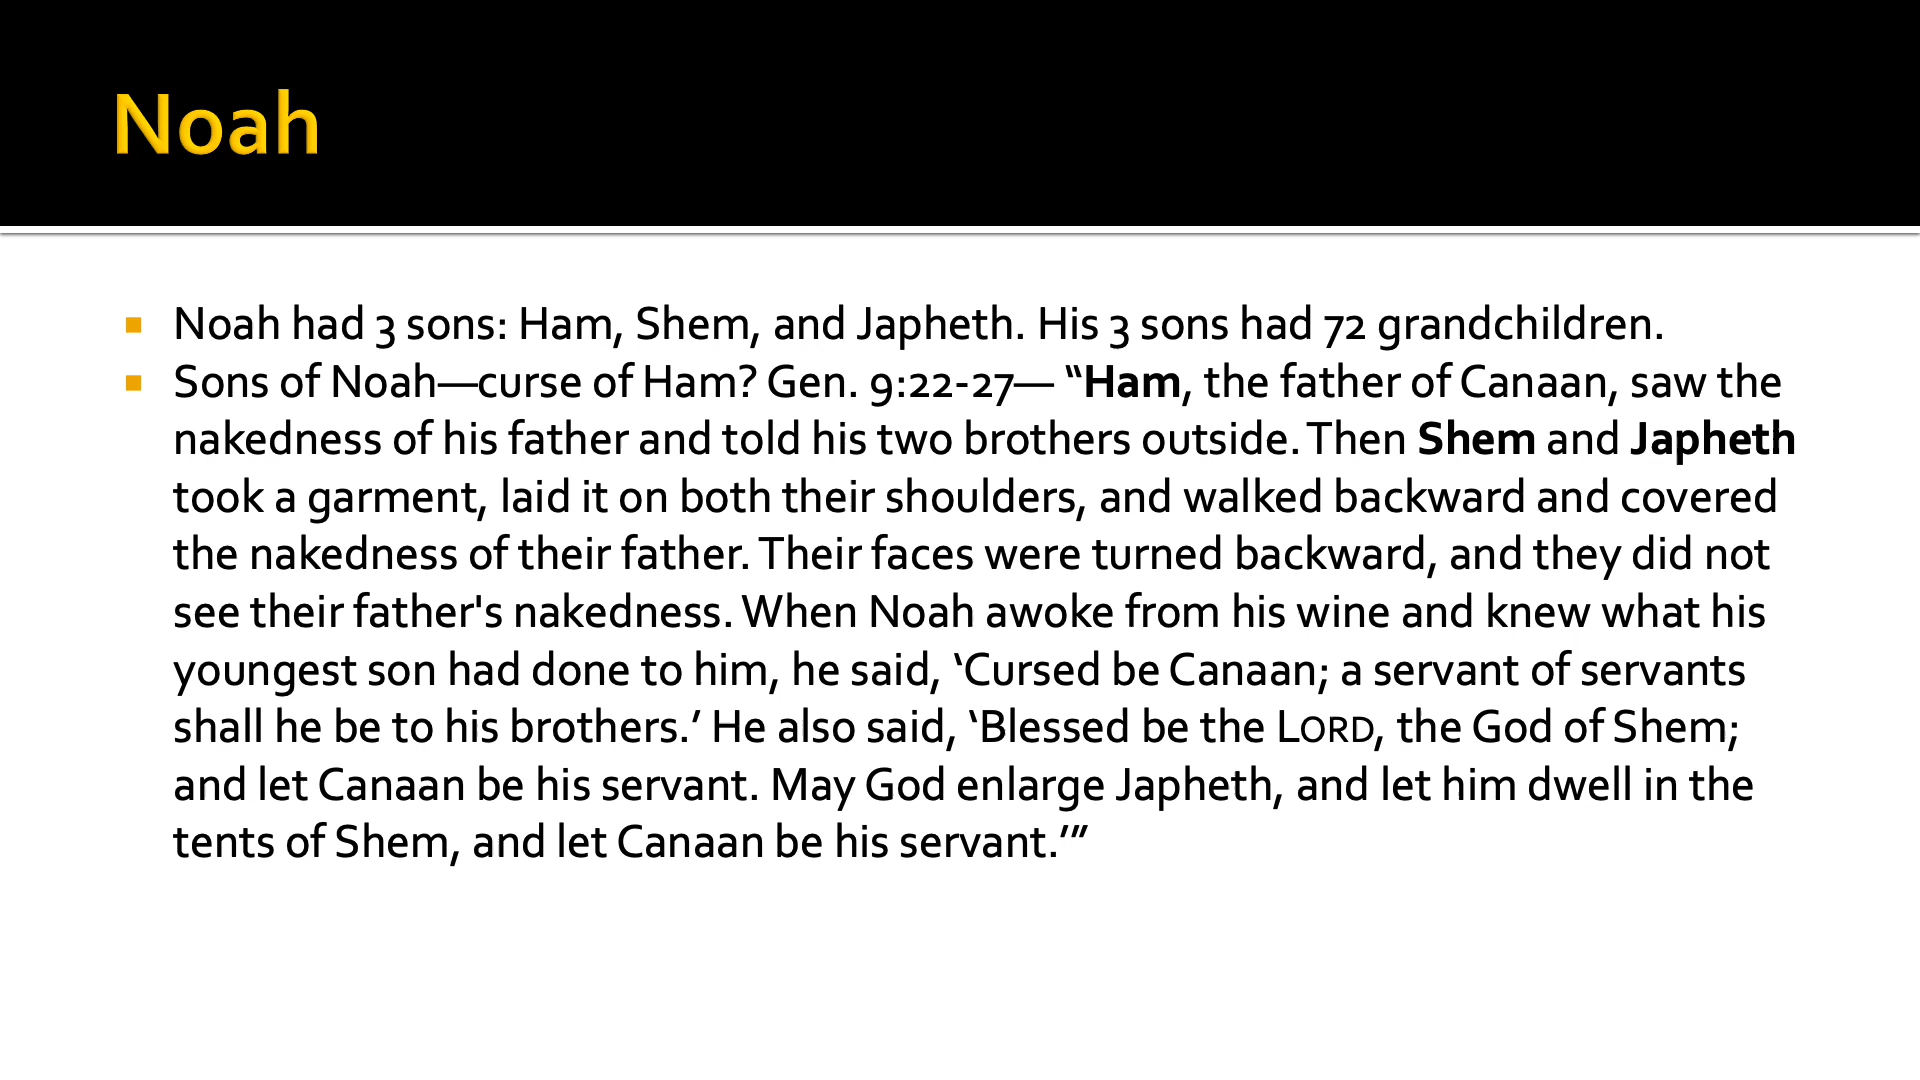 Noah
Noah had 3 sons: Ham, Shem, and Japheth. His 3 sons had 72 grandchildren.
Sons of Noah—curse of Ham? Gen. 9:22-27— “Ham, the father of Canaan, saw the
nakedness of his father and told his two brothers outside. Then Shem and Japheth
took a garment, laid it on both their shoulders, and walked backward and covered
the nakedness of their father. Their faces were turned backward, and they did not
see their father's nakedness. When Noah awoke from his wine and knew what his
youngest son had done to him, he said, ‘Cursed be Canaan; a servant of servants
shall he be to his brothers.’ He also said, ‘Blessed be the LORD, the God of Shem;
and let Canaan be his servant. May God enlarge Japheth, and let him dwell in the
tents of Shem, and let Canaan be his servant.’”